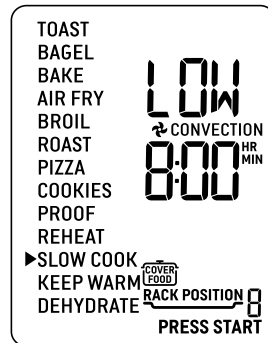 TOAST
BAGEL
BAKE
AIR FRY
BROIL
ROAST
PIZZA
COOKIES
PROOF
REHEAT
▶SLOW COOK
KEEP WARM
DEHYDRATE
LOW
CONVECTION
8:00 HR MIN
COVER
FOOD
RACK POSITION 8
PRESS START